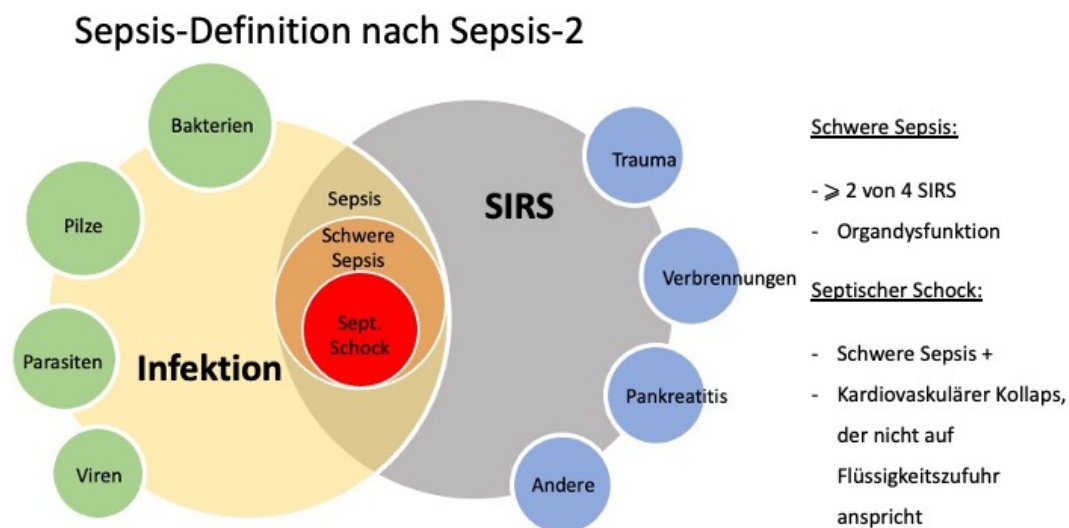 Sepsis-Definition nach Sepsis-2
Bakterien
Pilze
Parasiten
Viren
Infektion
Sepsis
Schwere
Sepsis
Sept.
Schock
SIRS
Trauma
Verbrennungen
Pankreatitis
Andere
Schwere Sepsis:
- ⩾ 2 von 4 SIRS
- Organdysfunktion
Septischer Schock:
- Schwere Sepsis +
- Kardiovaskulärer Kollaps,
der nicht auf
Flüssigkeitszufuhr
anspricht